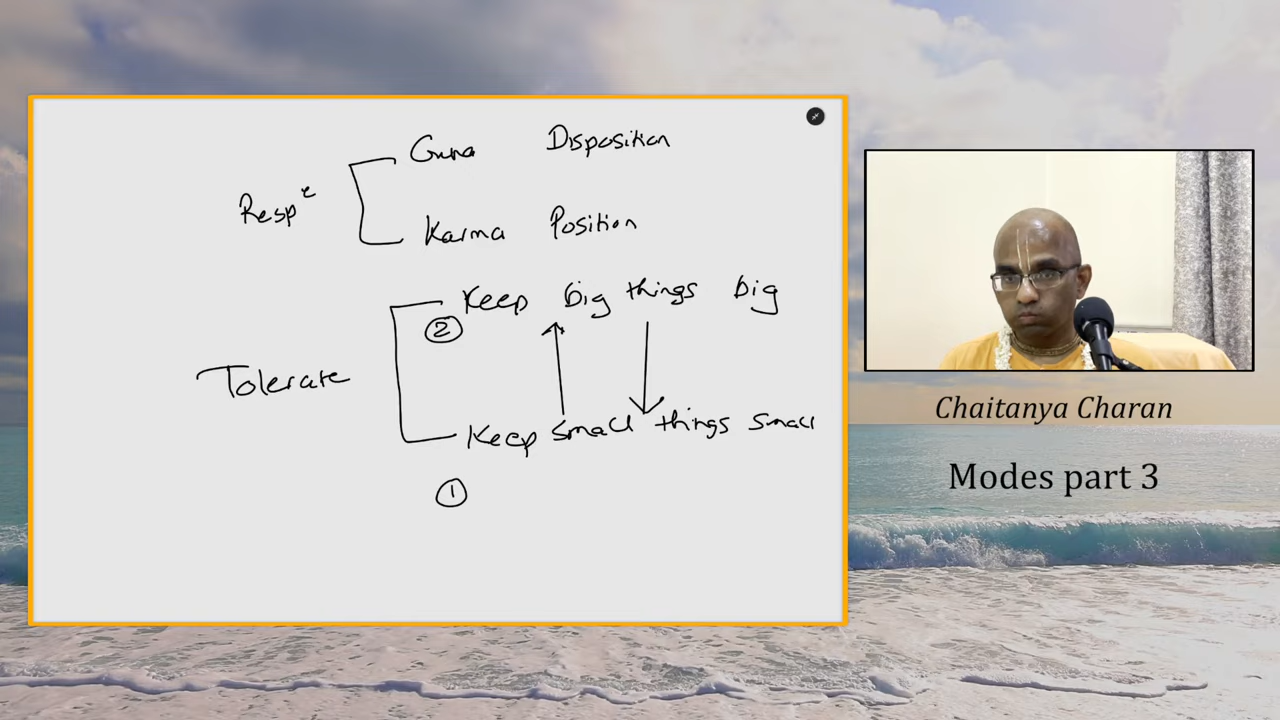 Guna Disposition
Resp e
Karma Position
Keep big things big
2
Tolerate
Keep small things small
1
Chaitanya Charan
Modes part 3